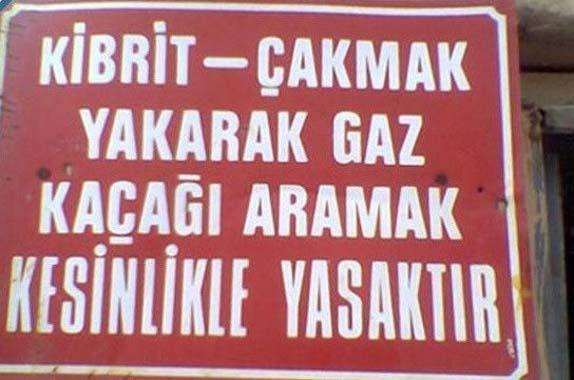 KİBRİT – ÇAKMAK
YAKARAK GAZ
KAÇAĞI ARAMAK
KESİNLİKLE YASAKTIR